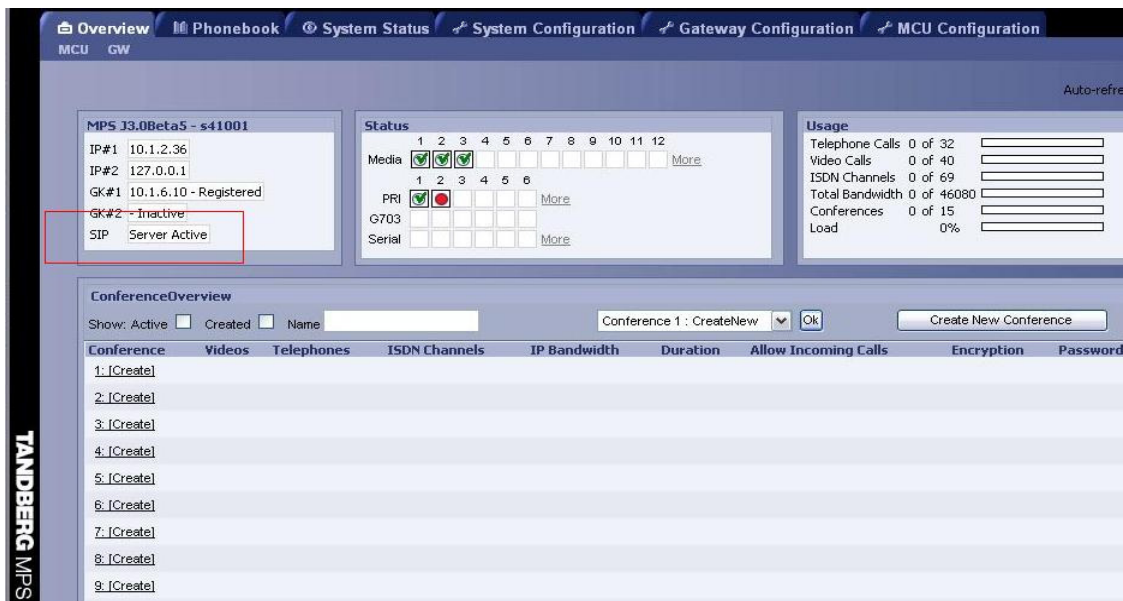 Overview Phonebook System Status System Configuration Gateway Configuration MCU Configuration
MCU GW
Auto-refre
MPS J3.0Beta5 - s41001
IP#1 10.1.2.36
IP#2 127.0.0.1
GK#1 10.1.6.10 - Registered
GK#2 - Inactive
SIP Server Active
Status
1 2 3 4 5 6 7 8 9 10 11 12
Media More
1 2 3 4 5 6
PRI More
G703
Serial More
Usage
Telephone Calls 0 of 32
Video Calls 0 of 40
ISDN Channels 0 of 69
Total Bandwidth 0 of 46080
Conferences 0 of 15
Load 0%
ConferenceOverview
Show: Active Created Name Conference 1 : CreateNew Ok Create New Conference
Conference Videos Telephones ISDN Channels IP Bandwidth Duration Allow Incoming Calls Encryption Password
1: [Create]
2: [Create]
3: [Create]
4: [Create]
5: [Create]
6: [Create]
7: [Create]
8: [Create]
9: [Create]
TANDBERG MPS